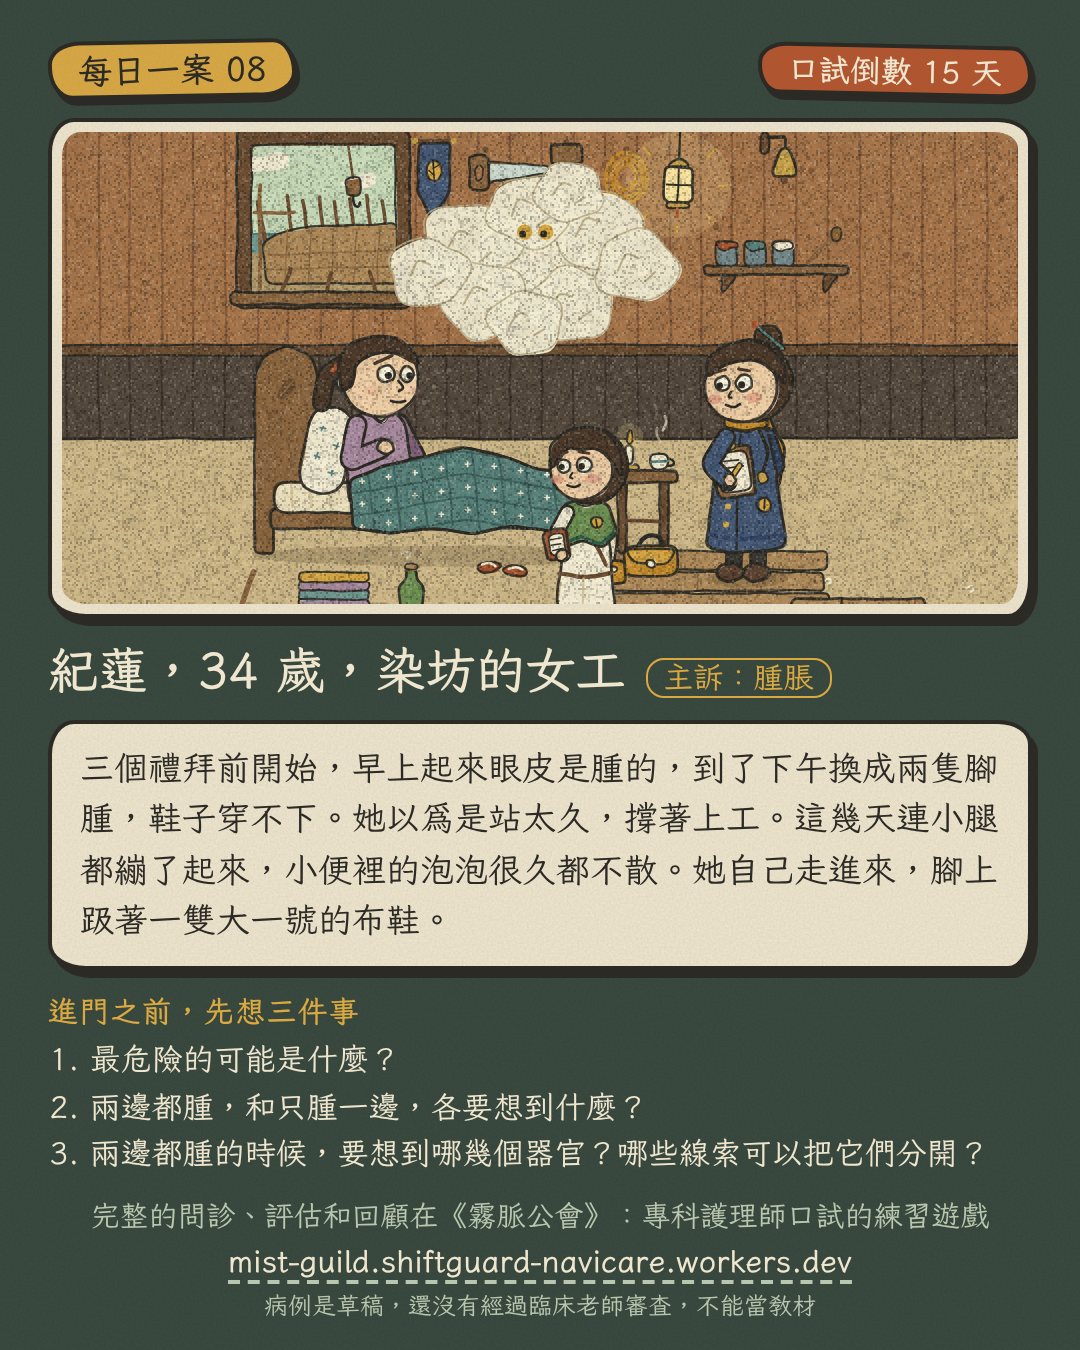 每日一案 08
口試倒數 15 天
紀蓮，34 歲，染坊的女工
主訴：腫脹
三個禮拜前開始，早上起來眼皮是腫的，到了下午換成兩隻腳
腫，鞋子穿不下。她以為是站太久，撐著上工。這幾天連小腿
都繃了起來，小便裡的泡泡很久都不散。她自己走進來，腳上
趿著一雙大一號的布鞋。
進門之前，先想三件事
1. 最危險的可能是什麼？
2. 兩邊都腫，和只腫一邊，各要想到什麼？
3. 兩邊都腫的時候，要想到哪幾個器官？哪些線索可以把它們分開？
完整的問診、評估和回顧在《霧脈公會》：專科護理師口試的練習遊戲
mist-guild.shiftguard-navicare.workers.dev
病例是草稿，還沒有經過臨床老師審查，不能當教材